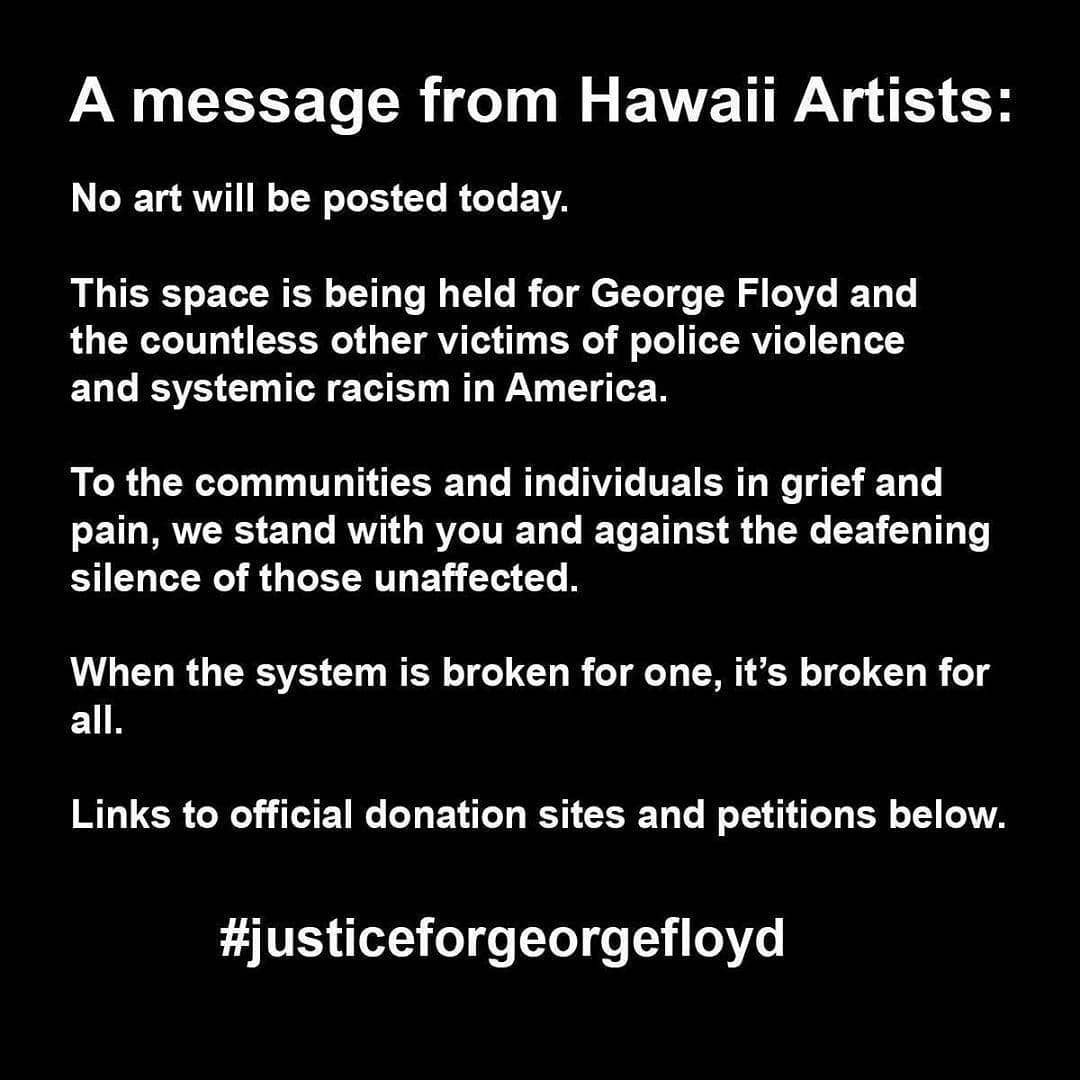 A message from Hawaii Artists:
No art will be posted today.
This space is being held for George Floyd and
the countless other victims of police violence
and systemic racism in America.
To the communities and individuals in grief and
pain, we stand with you and against the deafening
silence of those unaffected.
When the system is broken for one, it’s broken for
all.
Links to official donation sites and petitions below.
#justiceforgeorgefloyd